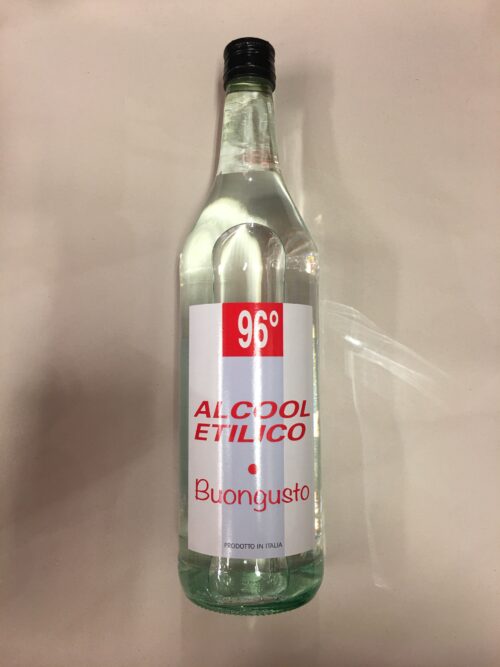 96°
ALCOOL
ETILICO
Buongusto
PRODOTTO IN ITALIA